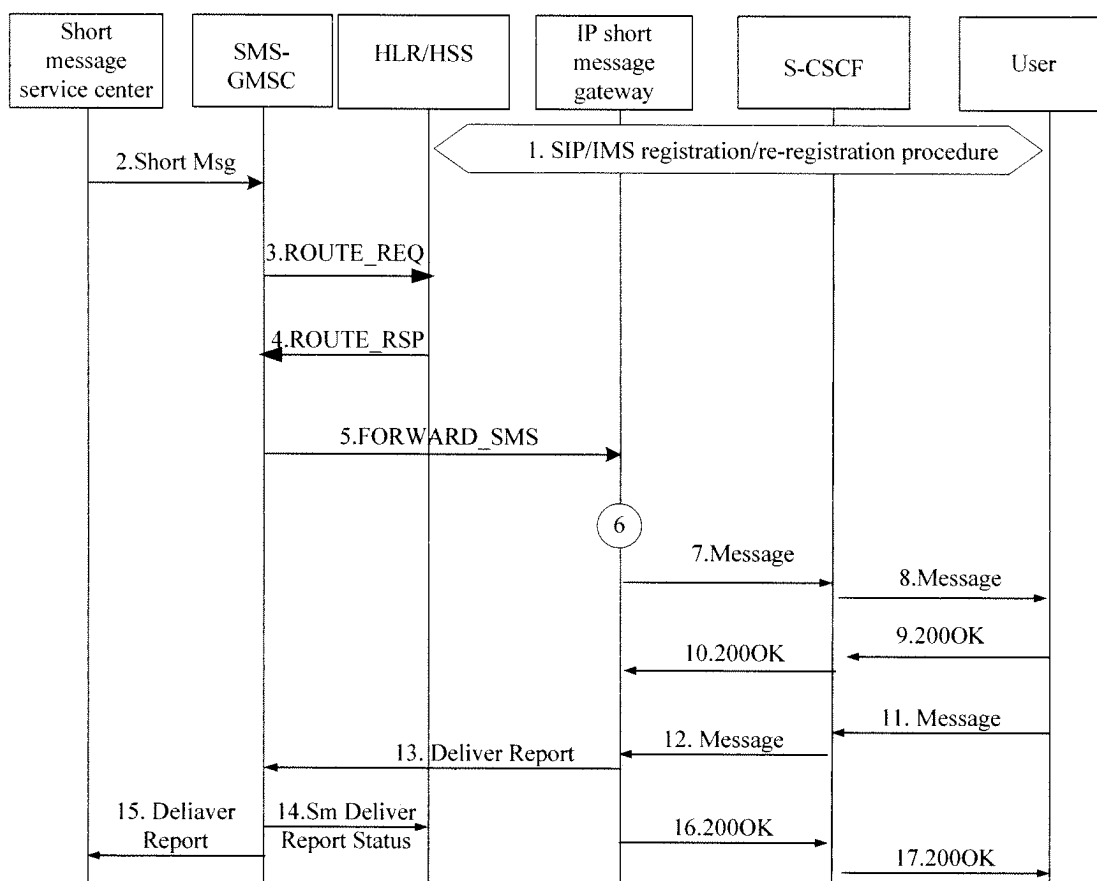 Short
message
service center
SMS-
GMSC
HLR/HSS
IP short
message
gateway
S-CSCF
User
1. SIP/IMS registration/re-registration procedure
2.Short Msg
3.ROUTE_REQ
4.ROUTE_RSP
5.FORWARD_SMS
6
7.Message
8.Message
9.200OK
10.200OK
11. Message
12. Message
13. Deliver Report
15. Deliaver
Report
14.Sm Deliver
Report Status
16.200OK
17.200OK